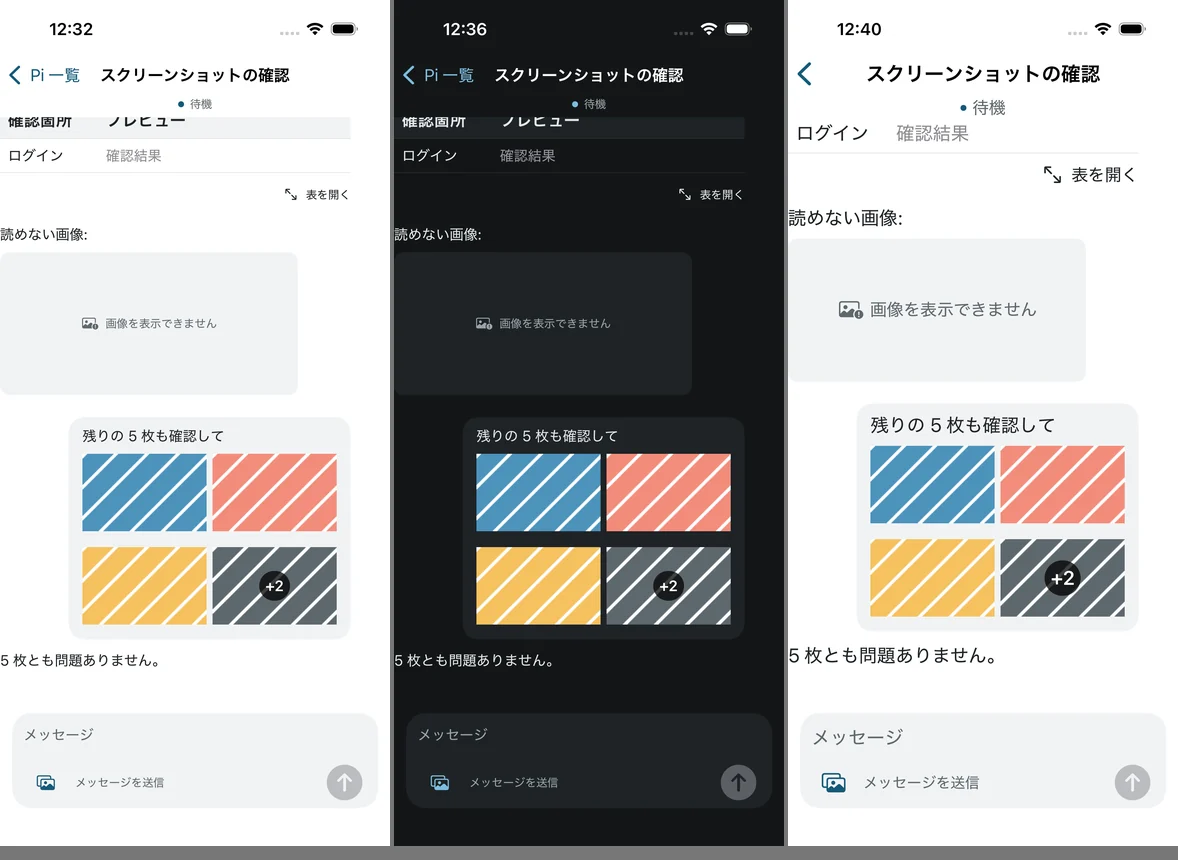 12:32
Pi 一覧 スクリーンショットの確認
待機
確認箇所 プレビュー
ログイン 確認結果
表を開く
読めない画像:
画像を表示できません
残りの 5 枚も確認して
+2
5 枚とも問題ありません。
メッセージ
メッセージを送信
12:36
Pi 一覧 スクリーンショットの確認
待機
確認箇所 プレビュー
ログイン 確認結果
表を開く
読めない画像:
画像を表示できません
残りの 5 枚も確認して
+2
5 枚とも問題ありません。
メッセージ
メッセージを送信
12:40
スクリーンショットの確認
待機
ログイン 確認結果
表を開く
読めない画像:
画像を表示できません
残りの 5 枚も確認して
+2
5 枚とも問題ありません。
メッセージ
メッセージを送信